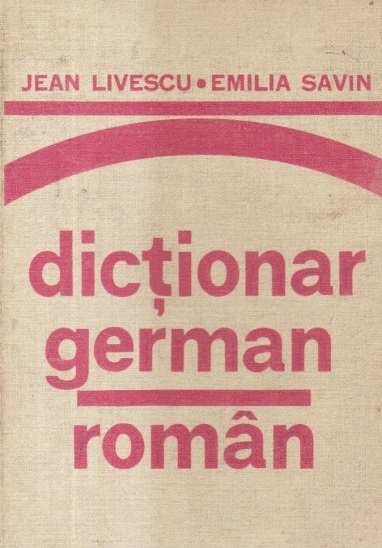 JEAN LIVESCU • EMILIA SAVIN
dicționar
german
român